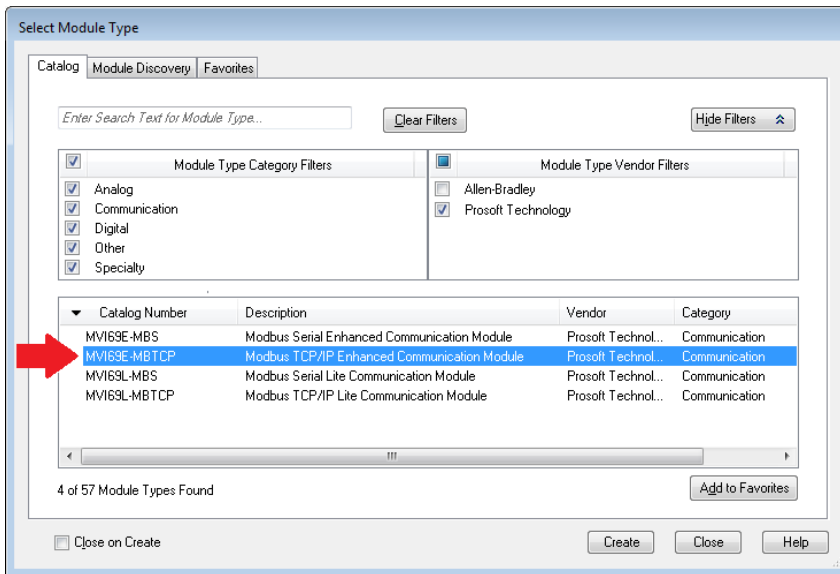 Select Module Type
Catalog Module Discovery Favorites
Enter Search Text for Module Type... Clear Filters Hide Filters
Module Type Category Filters Module Type Vendor Filters
Analog Allen-Bradley
Communication Prosoft Technology
Digital
Other
Specialty
Catalog Number Description Vendor Category
MVI69E-MBS Modbus Serial Enhanced Communication Module Prosoft Technol... Communication
MVI69E-MBTCP Modbus TCP/IP Enhanced Communication Module Prosoft Technol... Communication
MVI69L-MBS Modbus Serial Lite Communication Module Prosoft Technol... Communication
MVI69L-MBTCP Modbus TCP/IP Lite Communication Module Prosoft Technol... Communication
4 of 57 Module Types Found Add to Favorites
Close on Create Create Close Help